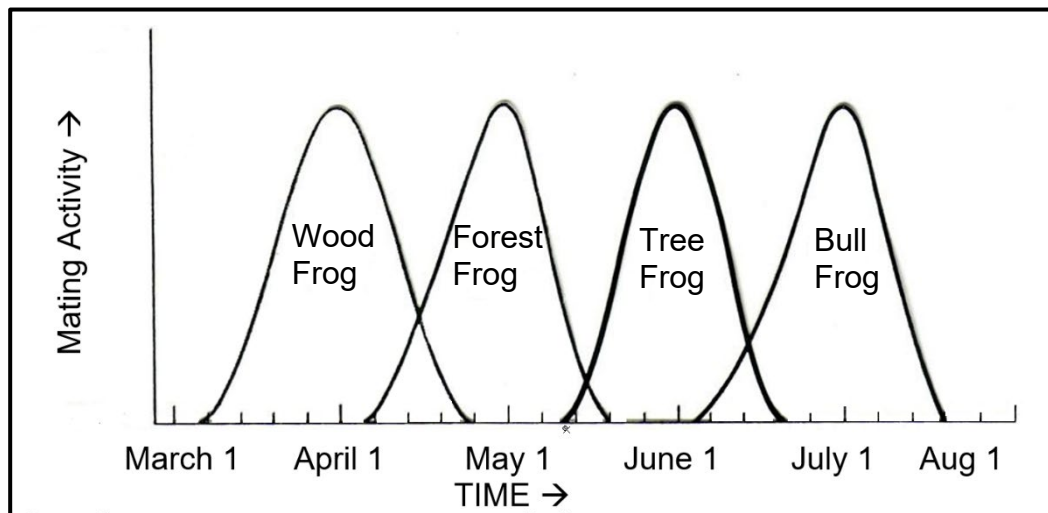 Mating Activity →
Wood
Frog
Forest
Frog
Tree
Frog
Bull
Frog
March 1 April 1 May 1 June 1 July 1 Aug 1
TIME →